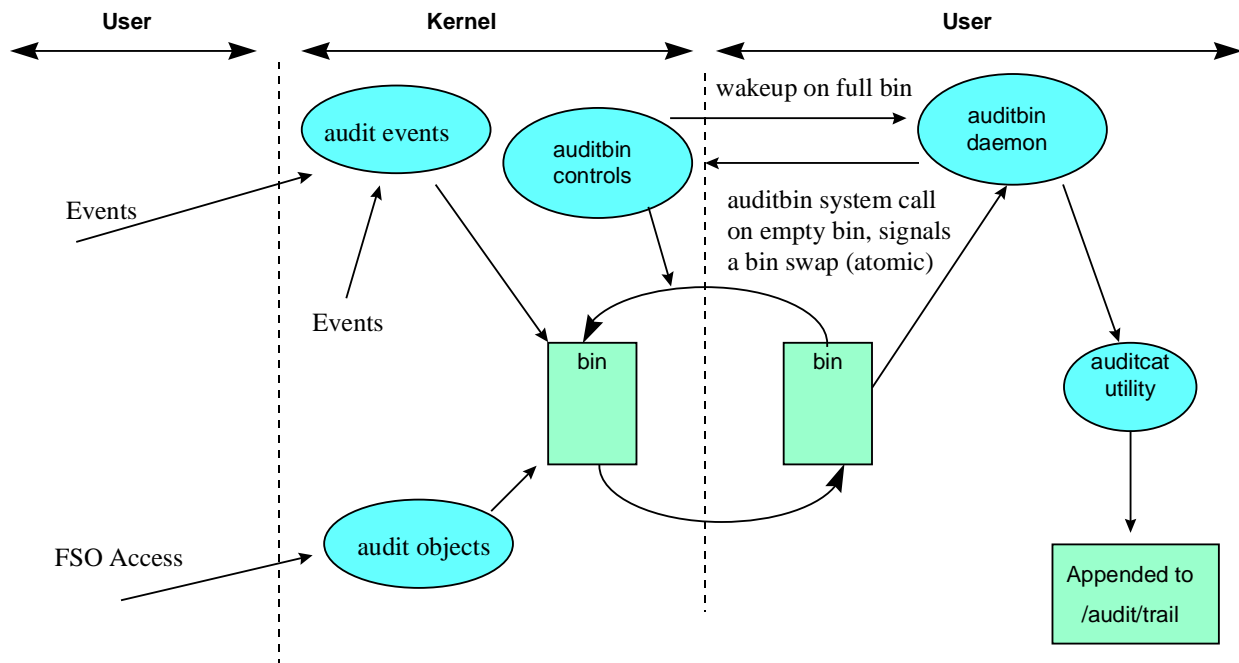 User
Kernel
User
wakeup on full bin
audit events
auditbin
controls
auditbin
daemon
Events
auditbin system call
on empty bin, signals
a bin swap (atomic)
Events
bin
bin
auditcat
utility
audit objects
FSO Access
Appended to
/audit/trail